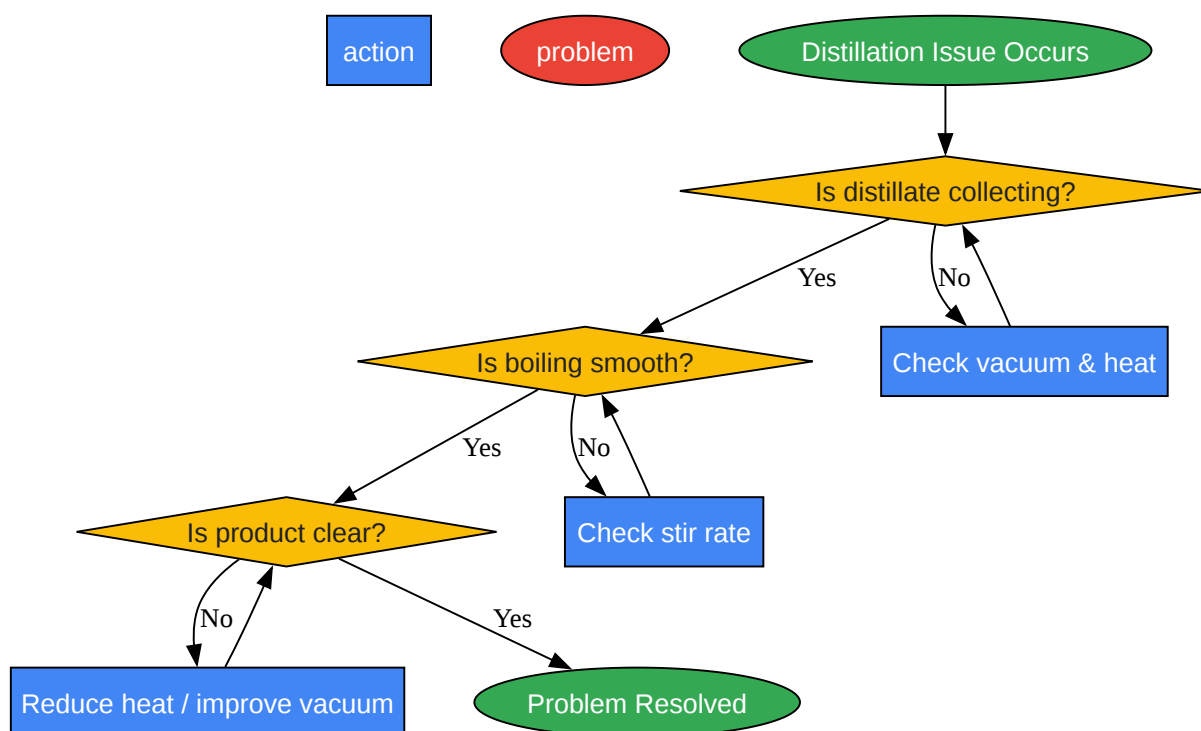 action
problem
Distillation Issue Occurs
Is distillate collecting?
Yes
No
Is boiling smooth?
Check vacuum & heat
Yes
No
Is product clear?
Check stir rate
No
Yes
Reduce heat / improve vacuum
Problem Resolved